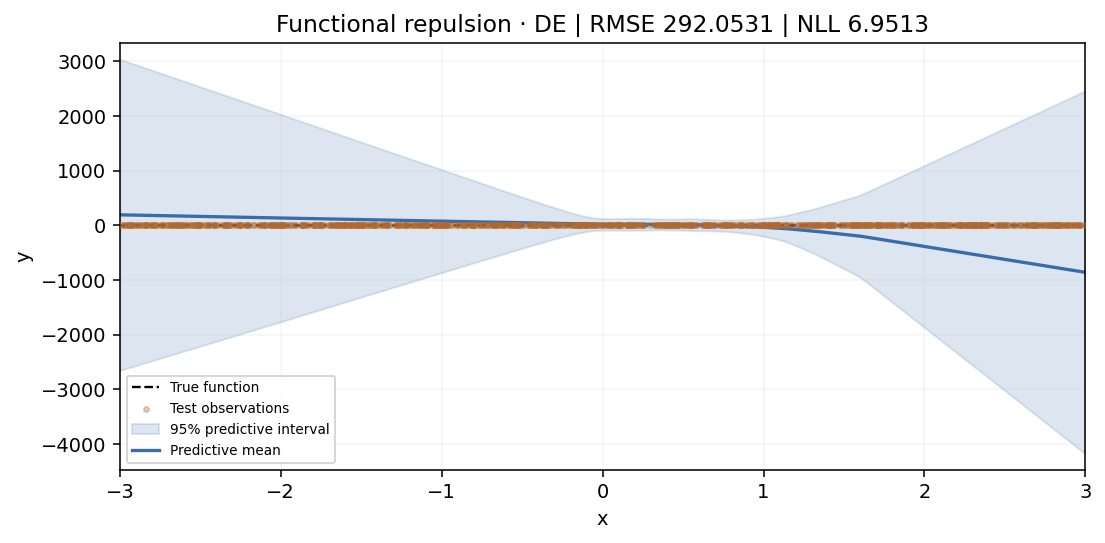 Functional repulsion · DE | RMSE 292.0531 | NLL 6.9513
3000
2000
1000
0
−1000
−2000
−3000
−4000
y
True function
Test observations
95% predictive interval
Predictive mean
−3 −2 −1 0 1 2 3
x